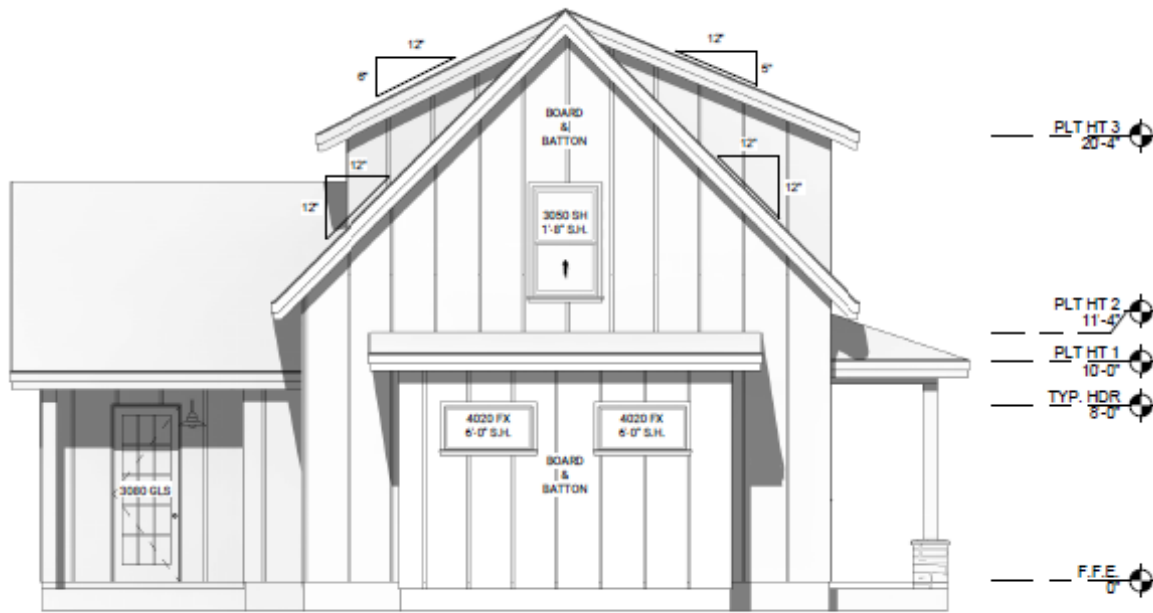 12"
6"
12"
6"
BOARD
&
BATTON
12"
12"
12"
12"
3050 SH
1'-8" S.H.
4020 FX
6'-0" S.H.
4020 FX
6'-0" S.H.
BOARD
&
BATTON
3080 GLS
PLT HT 3
20'-4"
PLT HT 2
11'-4"
PLT HT 1
10'-0"
TYP. HDR
8'-0"
F.F.E.
0"